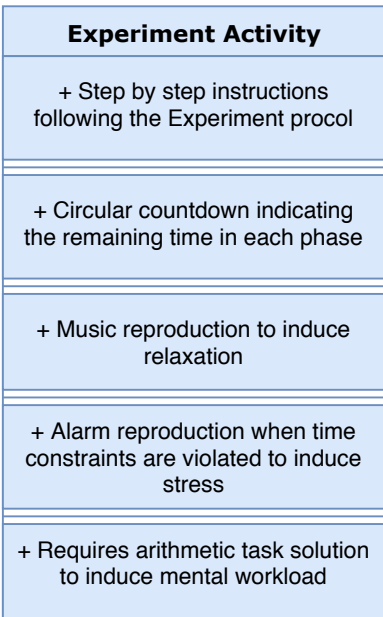 Experiment Activity
+ Step by step instructions
following the Experiment procol
+ Circular countdown indicating
the remaining time in each phase
+ Music reproduction to induce
relaxation
+ Alarm reproduction when time
constraints are violated to induce
stress
+ Requires arithmetic task solution
to induce mental workload